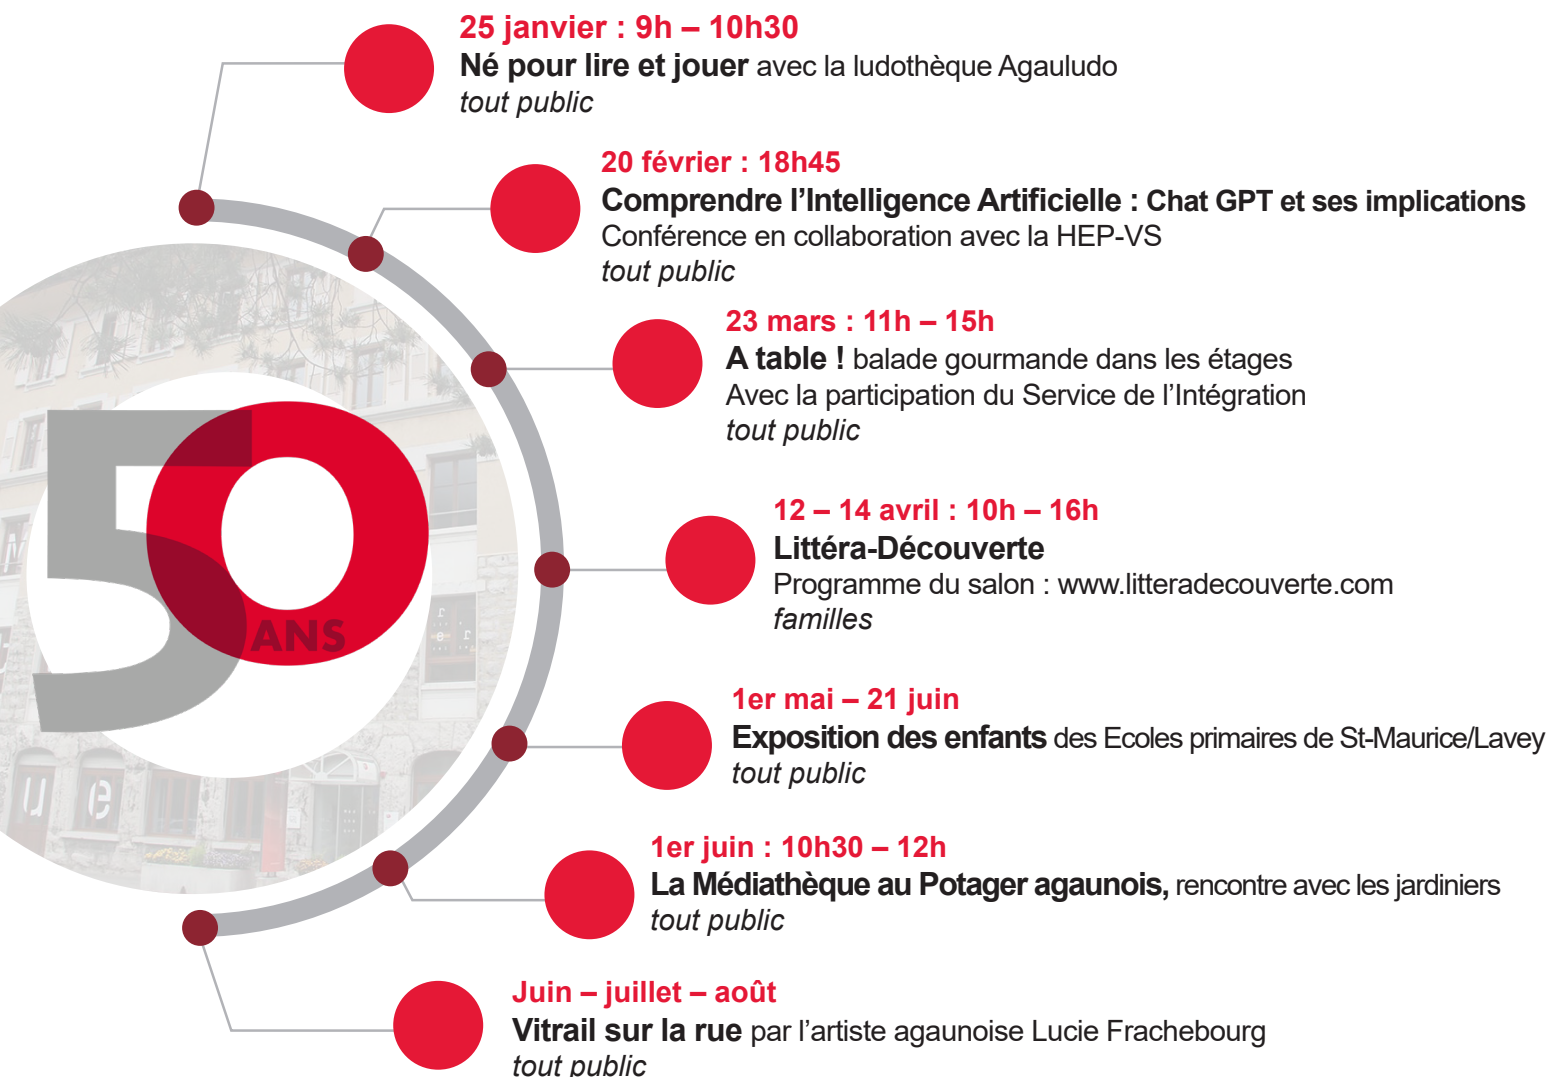 25 janvier : 9h – 10h30
Né pour lire et jouer avec la ludothèque Agauludo
tout public
20 février : 18h45
Comprendre l'Intelligence Artificielle : Chat GPT et ses implications
Conférence en collaboration avec la HEP-VS
tout public
23 mars : 11h – 15h
A table ! balade gourmande dans les étages
Avec la participation du Service de l'Intégration
tout public
12 – 14 avril : 10h – 16h
Littéra-Découverte
Programme du salon : www.litteradecouverte.com
familles
50
ANS
1er mai – 21 juin
Exposition des enfants des Ecoles primaires de St-Maurice/Lavey
tout public
u e
1er juin : 10h30 – 12h
La Médiathèque au Potager agaunois, rencontre avec les jardiniers
tout public
Juin – juillet – août
Vitrail sur la rue par l'artiste agaunoise Lucie Frachebourg
tout public